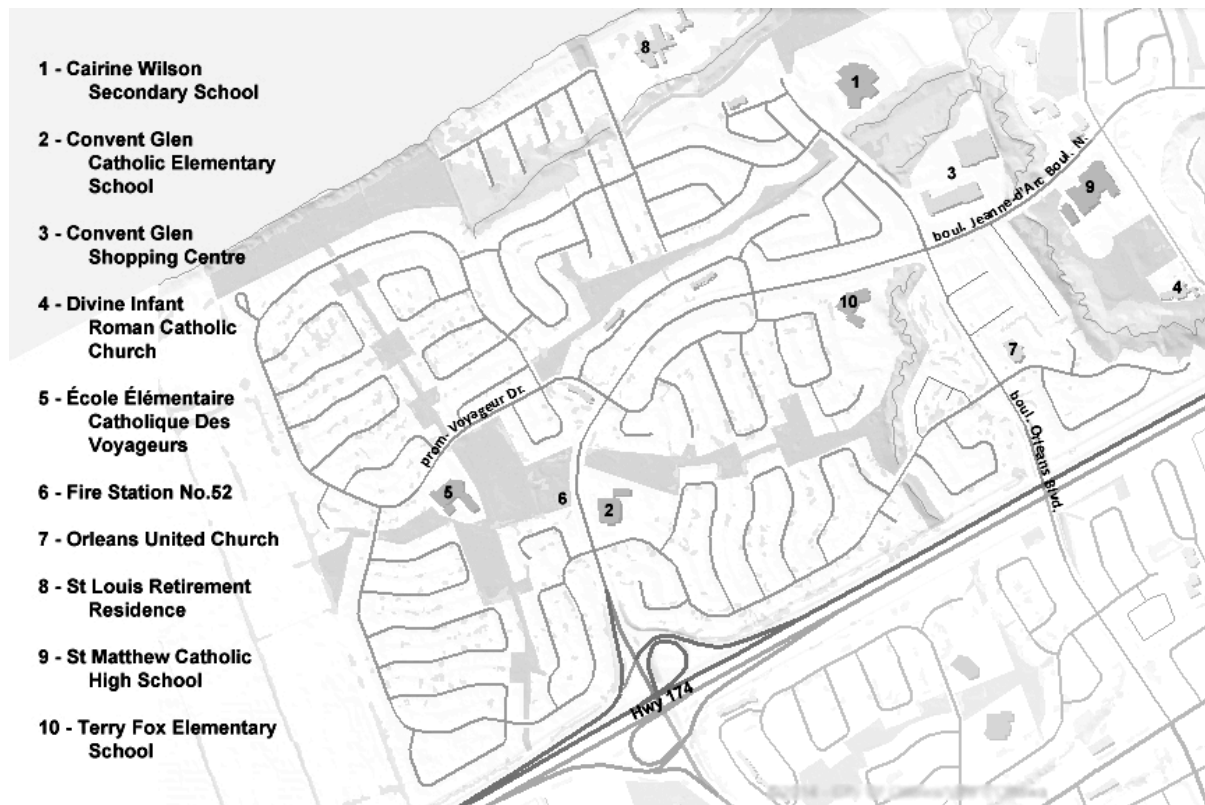 1 - Cairine Wilson
Secondary School
2 - Convent Glen
Catholic Elementary
School
3 - Convent Glen
Shopping Centre
4 - Divine Infant
Roman Catholic
Church
5 - École Élémentaire
Catholique Des
Voyageurs
6 - Fire Station No.52
7 - Orleans United Church
8 - St Louis Retirement
Residence
9 - St Matthew Catholic
High School
10 - Terry Fox Elementary
School
8
1
3
9
boul. Jeanne-d'Arc Boul. N.
4
10
7
prom. Voyageur Dr.
boul. Orleans Blvd.
5
6
2
Hwy 174